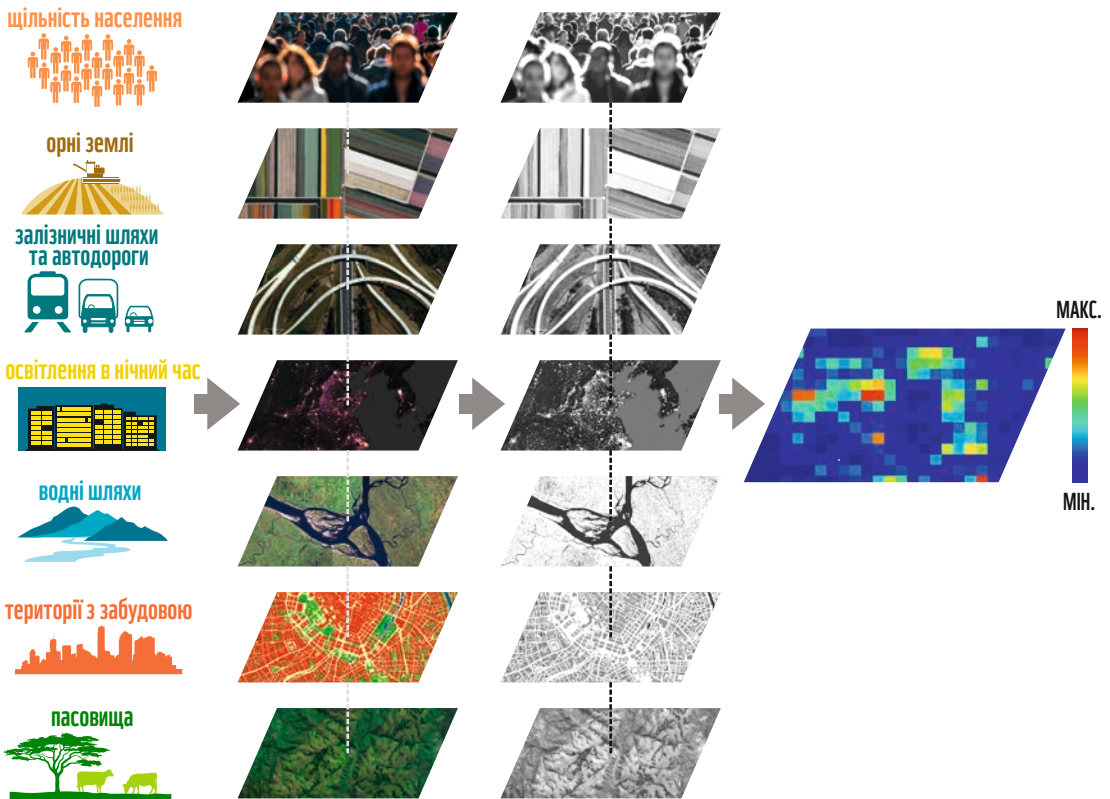 щільність населення
орні землі
залізничні шляхи
та автодороги
освітлення в нічний час
водні шляхи
території з забудовою
пасовища
МАКС.
МІН.